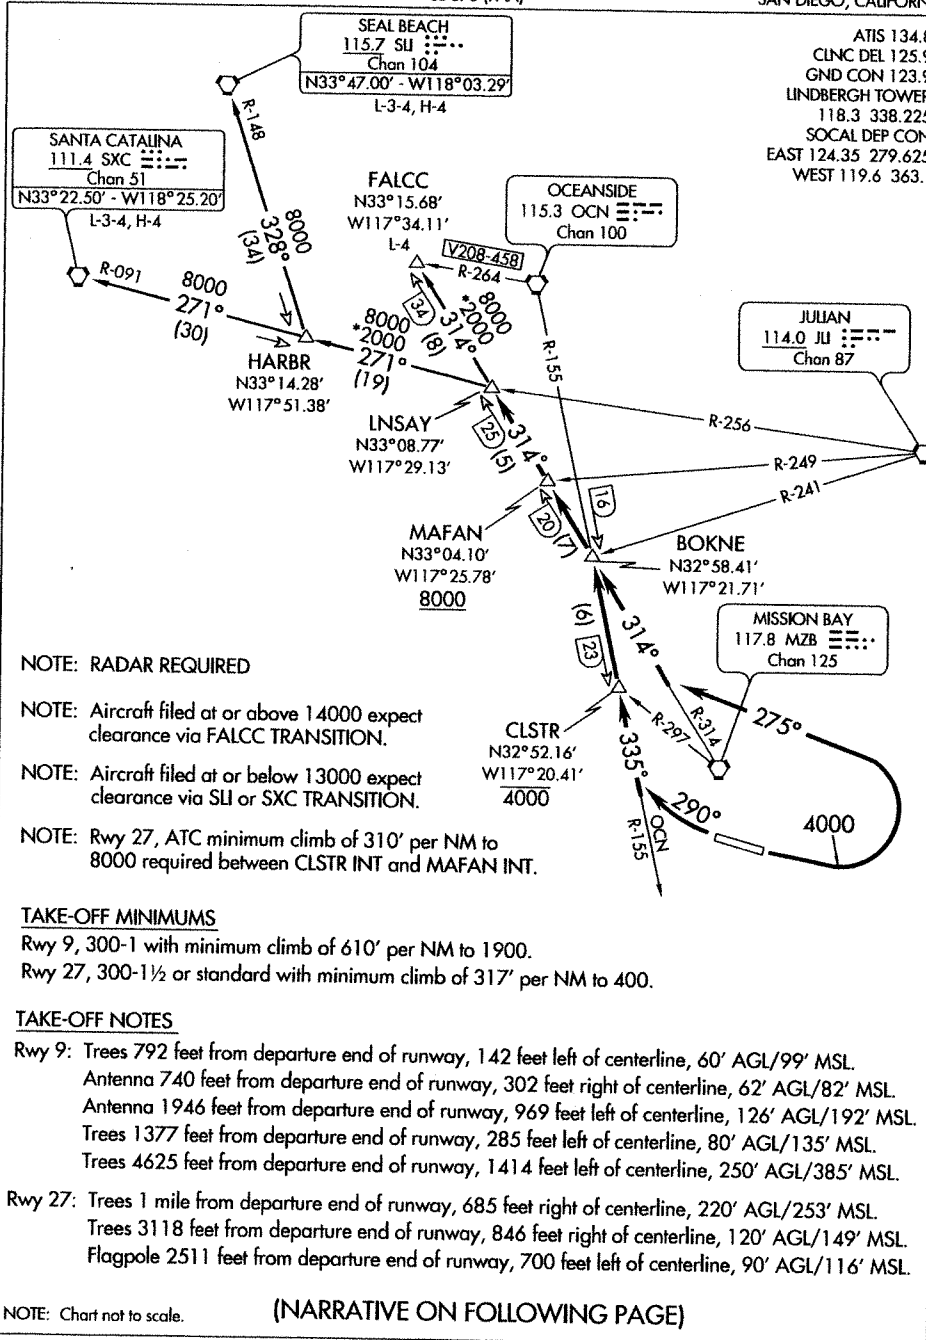 SAN DIEGO, CALIFORN
ATIS 134.8
CLNC DEL 125.9
GND CON 123.9
LINDBERGH TOWER
118.3 338.225
SOCAL DEP CON
EAST 124.35 279.625
WEST 119.6 363.
SEAL BEACH
115.7 SLI
Chan 104
N33°47.00' - W118°03.29'
L-3-4, H-4
SANTA CATALINA
111.4 SXC
Chan 51
N33°22.50' - W118°25.20'
L-3-4, H-4
R-148
8000
328°
(34)
R-091
8000
271°
(30)
FALCC
N33°15.68'
W117°34.11'
L-4
OCEANSIDE
115.3 OCN
Chan 100
V208-458
R-264
8000
*2000
314°
(8)
34
8000
*2000
271°
(19)
HARBR
N33°14.28'
W117°51.38'
R-155
JULIAN
114.0 JLI
Chan 87
R-256
R-249
R-241
LNSAY
N33°08.77'
W117°29.13'
314°
25
(5)
MAFAN
N33°04.10'
W117°25.78'
8000
20
(7)
16
BOKNE
N32°58.41'
W117°21.71'
(6)
23
314°
MISSION BAY
117.8 MZB
Chan 125
R-314
R-297
275°
CLSTR
N32°52.16'
W117°20.41'
4000
335°
290°
4000
OCN
R-155
NOTE: RADAR REQUIRED
NOTE: Aircraft filed at or above 14000 expect
clearance via FALCC TRANSITION.
NOTE: Aircraft filed at or below 13000 expect
clearance via SLI or SXC TRANSITION.
NOTE: Rwy 27, ATC minimum climb of 310' per NM to
8000 required between CLSTR INT and MAFAN INT.
TAKE-OFF MINIMUMS
Rwy 9, 300-1 with minimum climb of 610' per NM to 1900.
Rwy 27, 300-1½ or standard with minimum climb of 317' per NM to 400.
TAKE-OFF NOTES
Rwy 9: Trees 792 feet from departure end of runway, 142 feet left of centerline, 60' AGL/99' MSL.
Antenna 740 feet from departure end of runway, 302 feet right of centerline, 62' AGL/82' MSL.
Antenna 1946 feet from departure end of runway, 969 feet left of centerline, 126' AGL/192' MSL.
Trees 1377 feet from departure end of runway, 285 feet left of centerline, 80' AGL/135' MSL.
Trees 4625 feet from departure end of runway, 1414 feet left of centerline, 250' AGL/385' MSL.
Rwy 27: Trees 1 mile from departure end of runway, 685 feet right of centerline, 220' AGL/253' MSL.
Trees 3118 feet from departure end of runway, 846 feet right of centerline, 120' AGL/149' MSL.
Flagpole 2511 feet from departure end of runway, 700 feet left of centerline, 90' AGL/116' MSL.
NOTE: Chart not to scale.
(NARRATIVE ON FOLLOWING PAGE)